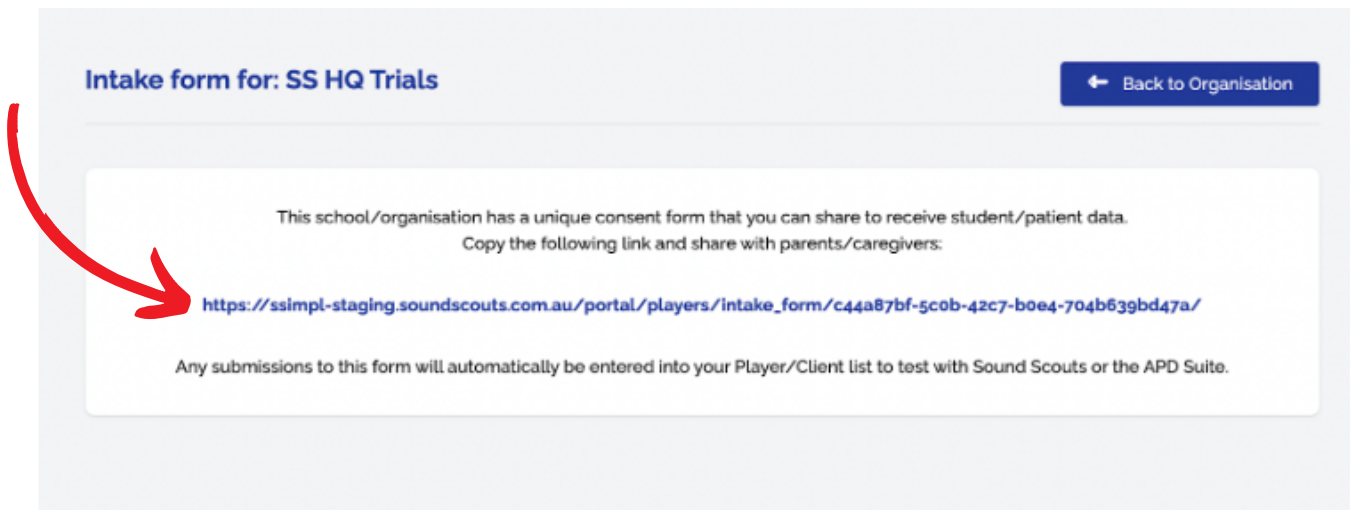 Intake form for: SS HQ Trials
Back to Organisation
This school/organisation has a unique consent form that you can share to receive student/patient data.
Copy the following link and share with parents/caregivers:
https://ssimpl-staging.soundscouts.com.au/portal/players/intake_form/c44a87bf-5c0b-42c7-b0e4-704b639bd47a/
Any submissions to this form will automatically be entered into your Player/Client list to test with Sound Scouts or the APD Suite.